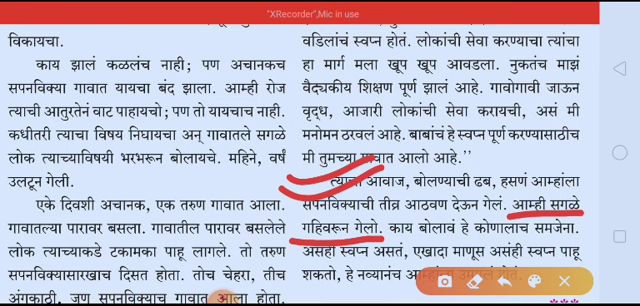 "XRecorder",Mic in use
विकायचा.
काय झालं कळलंच नाही; पण अचानकच
सपनविक्या गावात यायचा बंद झाला. आम्ही रोज
त्याची आतुरतेनं वाट पाहायचो; पण तो यायचाच नाही.
कधीतरी त्याचा विषय निघायचा अन् गावातले सगळे
लोक त्याच्याविषयी भरभरून बोलायचे. महिने, वर्षं
उलटून गेली.
एके दिवशी अचानक, एक तरुण गावात आला.
गावातल्या पारावर बसला. गावातील पारावर बसलेले
लोक त्याच्याकडे टकामका पाहू लागले. तो तरुण
सपनविक्यासारखाच दिसत होता. तोच चेहरा, तीच
अंगकाठी, जणू सपनविक्याच गावात आला होता.
वडिलांचं स्वप्न होतं. लोकांची सेवा करण्याचा त्यांचा
हा मार्ग मला खूप खूप आवडला. नुकतंच माझं
वैद्यकीय शिक्षण पूर्ण झालं आहे. गावोगावी जाऊन
वृद्ध, आजारी लोकांची सेवा करायची, असं मी
मनोमन ठरवलं आहे. बाबांचं हे स्वप्न पूर्ण करण्यासाठीच
मी तुमच्या गावात आलो आहे.’’
त्याचा आवाज, बोलण्याची ढब, हसणं आम्हांला
सपनविक्याची तीव्र आठवण देऊन गेलं. आम्ही सगळे
गहिवरून गेलो. काय बोलावं हे कोणालाच समजेना.
असंही स्वप्न असतं, एखादा माणूस असंही स्वप्न पाहू
शकतो, हे नव्यानंच